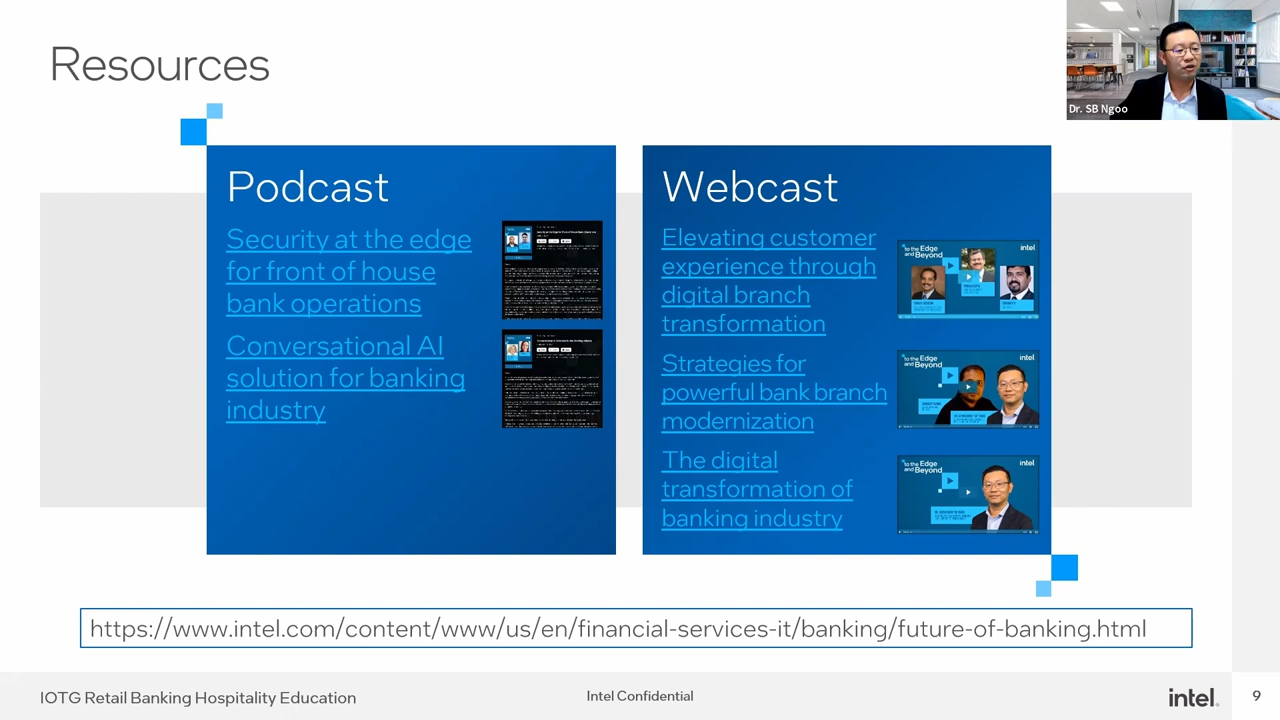 Resources
Dr. SB Ngoo
Podcast
Security at the edge
for front of house
bank operations
Conversational AI
solution for banking
industry
Webcast
Elevating customer
experience through
digital branch
transformation
Strategies for
powerful bank branch
modernization
The digital
transformation of
banking industry
to the Edge
and Beyond
intel
to the Edge
and Beyond
intel
to the Edge
and Beyond
intel
https://www.intel.com/content/www/us/en/financial-services-it/banking/future-of-banking.html
IOTG Retail Banking Hospitality Education
Intel Confidential
intel.
9